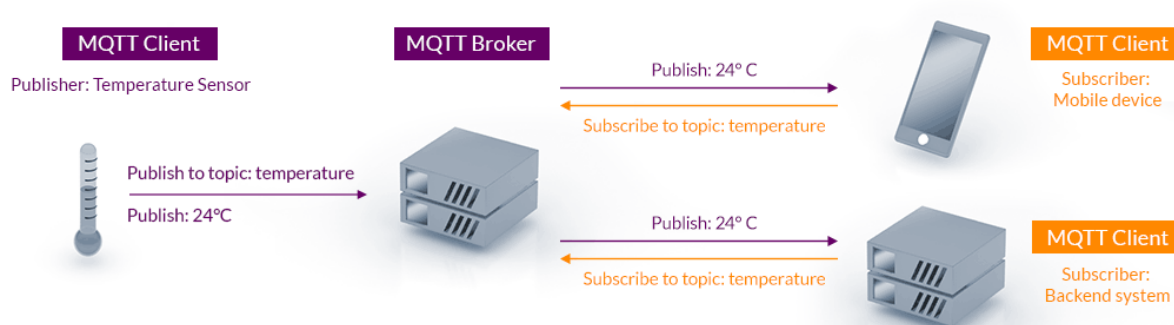 MQTT Client
Publisher: Temperature Sensor
Publish to topic: temperature
Publish: 24°C
MQTT Broker
Publish: 24° C
Subscribe to topic: temperature
MQTT Client
Subscriber:
Mobile device
Publish: 24° C
Subscribe to topic: temperature
MQTT Client
Subscriber:
Backend system